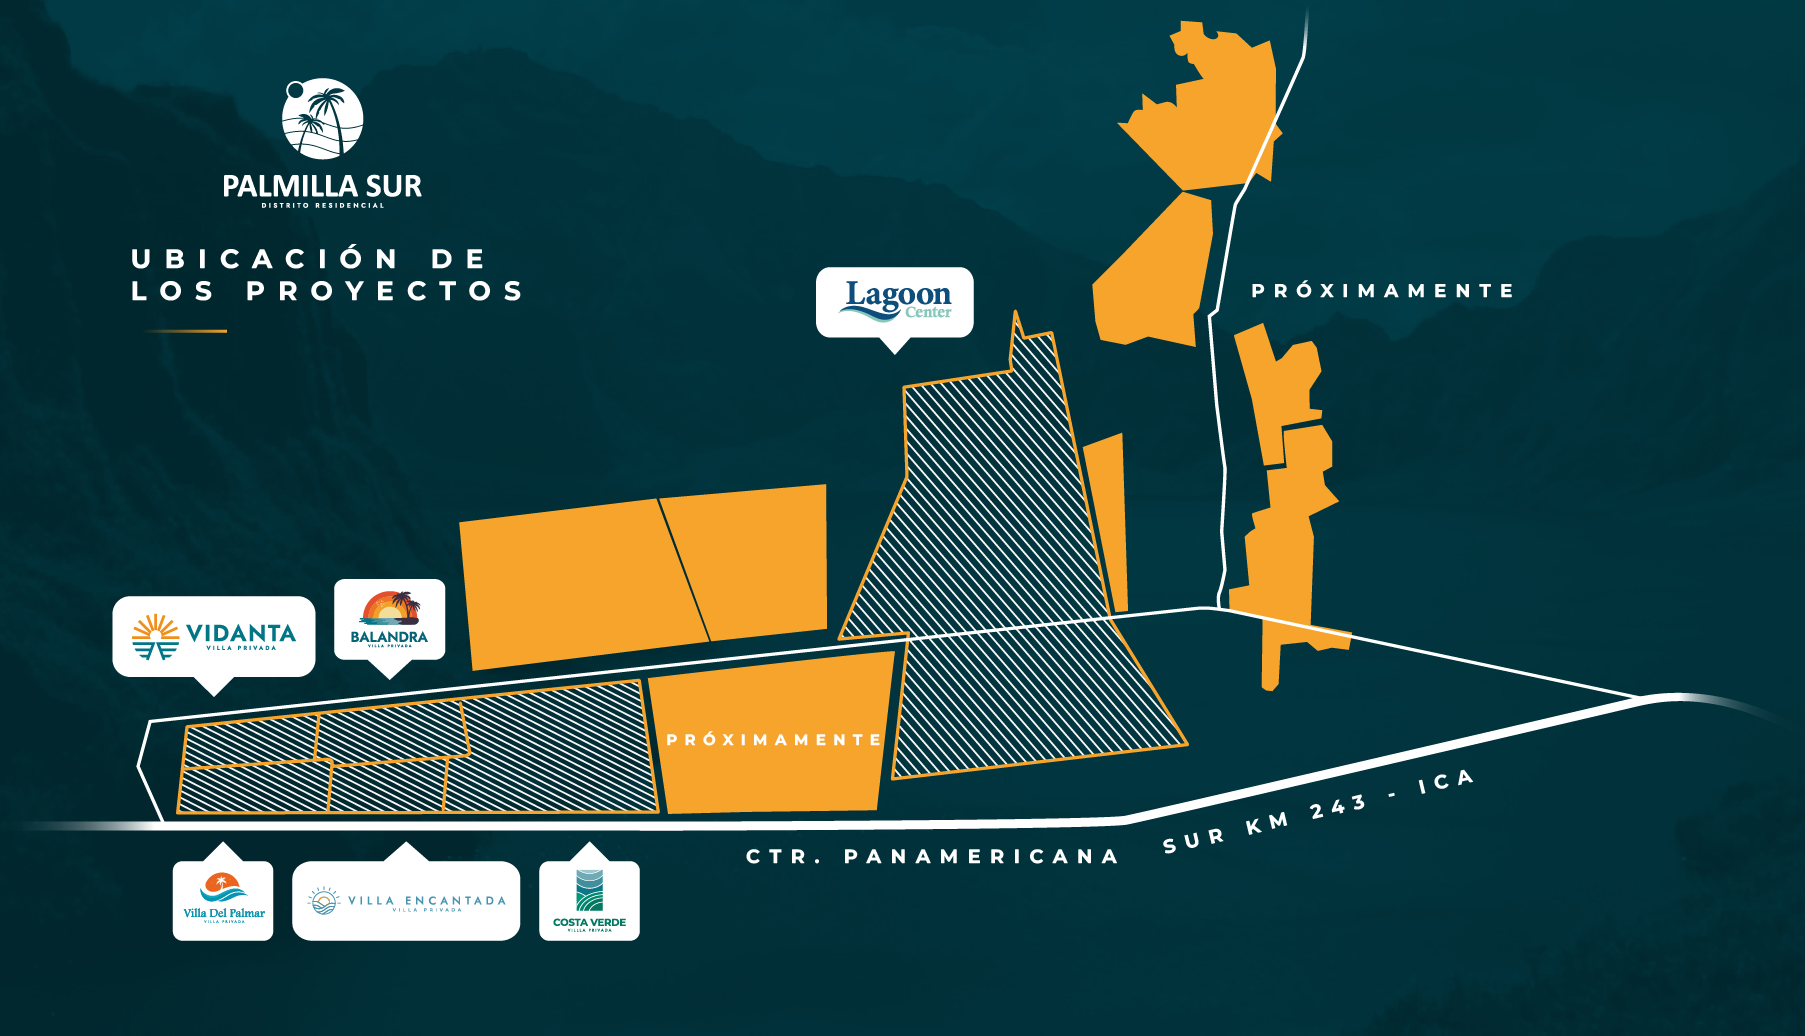 PALMILLA SUR
DISTRITO RESIDENCIAL
UBICACIÓN DE
LOS PROYECTOS
Lagoon
Center
PRÓXIMAMENTE
VIDANTA
VILLA PRIVADA
BALANDRA
VILLA PRIVADA
PRÓXIMAMENTE
CTR. PANAMERICANA SUR KM 243 - ICA
Villa Del Palmar
VILLA PRIVADA
VILLA ENCANTADA
VILLA PRIVADA
COSTA VERDE
VILLLA PRIVADA